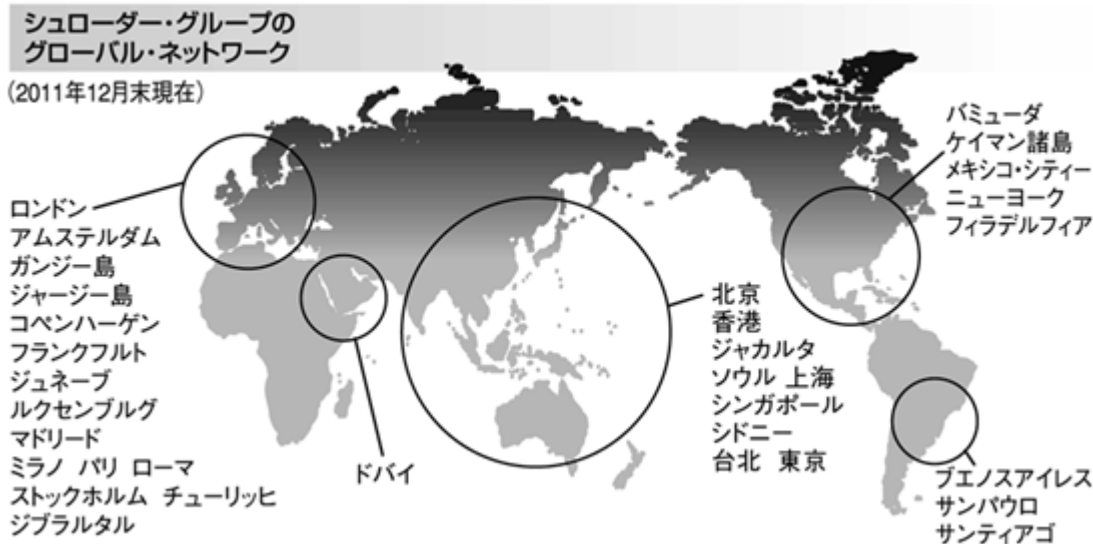 シュローダー・グループの
グローバル・ネットワーク
(2011年12月末現在)
ロンドン
アムステルダム
ガンジー島
ジャージー島
コペンハーゲン
フランクフルト
ジュネーブ
ルクセンブルグ
マドリード
ミラノ パリ ローマ
ストックホルム チューリッヒ
ジブラルタル
ドバイ
北京
香港
ジャカルタ
ソウル 上海
シンガポール
シドニー
台北 東京
バミューダ
ケイマン諸島
メキシコ・シティー
ニューヨーク
フィラデルフィア
ブエノスアイレス
サンパウロ
サンティアゴ